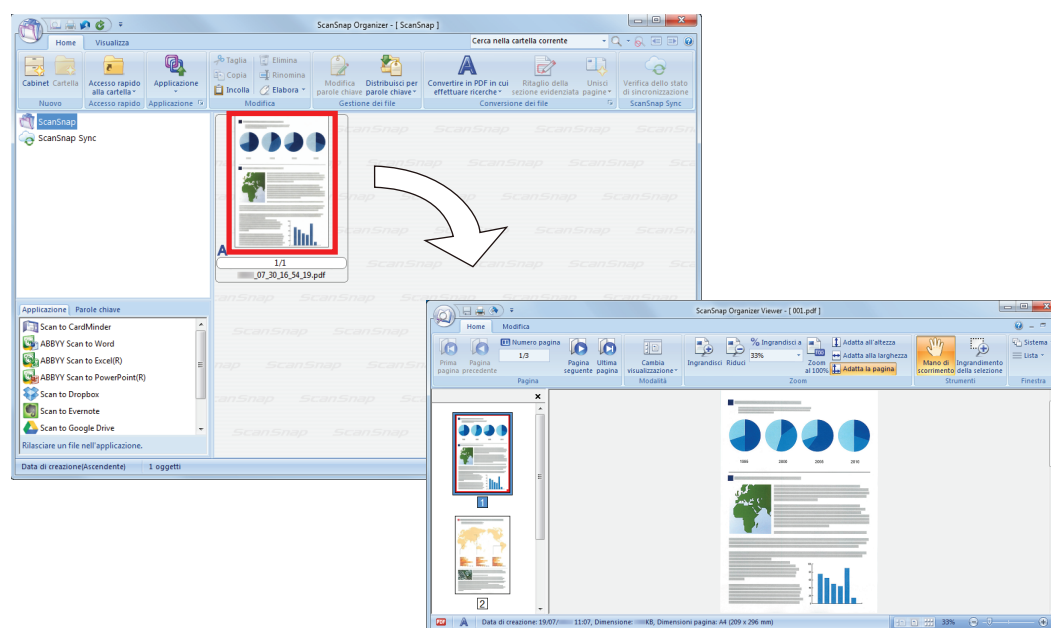 ScanSnap Organizer - [ ScanSnap ]
Home
Visualizza
Cerca nella cartella corrente
Cabinet
Cartella
Nuovo
Accesso rapido
alla cartella
Accesso rapido
Applicazione
Applicazione
Taglia
Copia
Incolla
Elimina
Rinomina
Elabora
Modifica
Modifica
parole chiave
Distribuisci per
parole chiave
Gestione dei file
Convertire in PDF in cui
effettuare ricerche
Ritaglio della
sezione evidenziata
Unisci
pagine
Conversione dei file
Verifica dello stato
di sincronizzazione
ScanSnap Sync
ScanSnap
ScanSnap Sync
1/1
_07_30_16_54_19.pdf
Applicazione
Parole chiave
Scan to CardMinder
ABBYY Scan to Word
ABBYY Scan to Excel(R)
ABBYY Scan to PowerPoint(R)
Scan to Dropbox
Scan to Evernote
Scan to Google Drive
Rilasciare un file nell'applicazione.
Data di creazione(Ascendente)
1 oggetti
ScanSnap Organizer Viewer - [ 001.pdf ]
Home
Modifica
Prima
pagina
Pagina
precedente
Numero pagina
1/3
Pagina
seguente
Ultima
pagina
Pagina
Cambia
visualizzazione
Modalità
Ingrandisci
Riduci
% Ingrandisci a
33%
Zoom
al 100%
Adatta all'altezza
Adatta alla larghezza
Adatta la pagina
Zoom
Mano di
scorrimento
Ingrandimento
della selezione
Strumenti
Sistema
Lista
Finestra
1
2
1995
2000
2005
2010
PDF
A
Data di creazione: 19/07/ 11:07, Dimensione: KB, Dimensioni pagina: A4 (209 x 296 mm)
33%